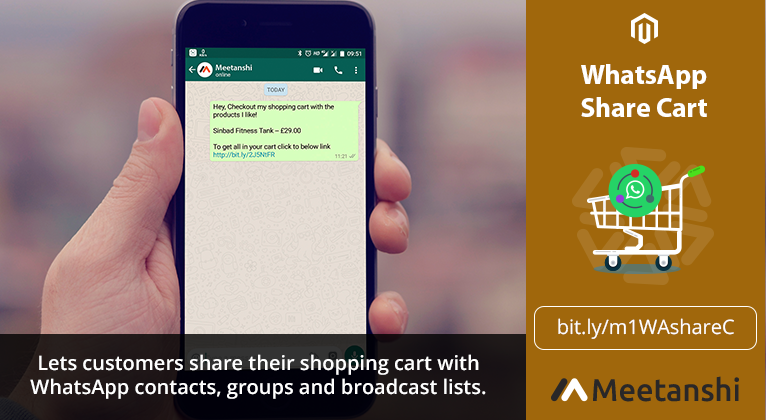 09:51
Meetanshi
online
TODAY
Hey, Checkout my shopping cart with the
products I like!
Sinbad Fitness Tank – £29.00
To get all in your cart click to below link
http://bit.ly/2J5NtFR
11:21
Lets customers share their shopping cart with
WhatsApp contacts, groups and broadcast lists.
WhatsApp
Share Cart
bit.ly/m1WAshareC
Meetanshi